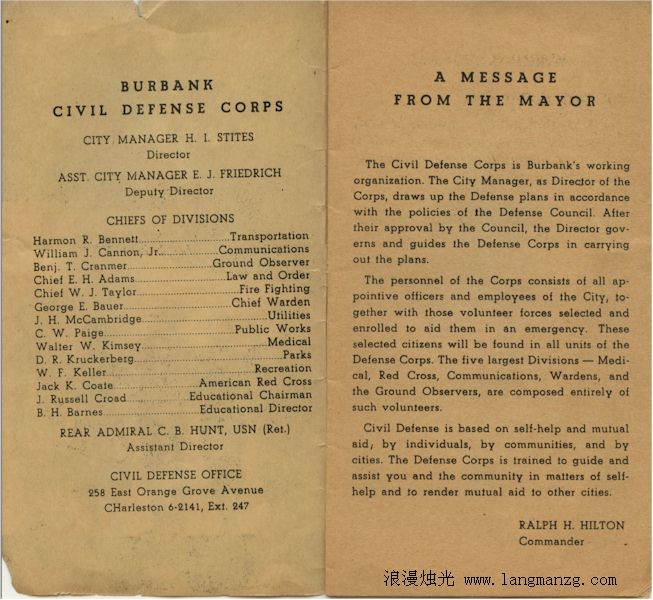 BURBANK
CIVIL DEFENSE CORPS
CITY MANAGER H. I. STITES
Director
ASST. CITY MANAGER E. J. FRIEDRICH
Deputy Director
CHIEFS OF DIVISIONS
Harmon R. Bennett..................Transportation
William J. Cannon, Jr...............Communications
Benj. T. Cranmer..................Ground Observer
Chief E. H. Adams..................Law and Order
Chief W. J. Taylor..................Fire Fighting
George E. Bauer..................Chief Warden
J. H. McCambridge..................Utilities
C. W. Paige..................Public Works
Walter W. Kimsey..................Medical
D. R. Kruckerberg..................Parks
W. F. Keller..................Recreation
Jack K. Coate..................American Red Cross
J. Russell Croad..................Educational Chairman
B. H. Barnes..................Educational Director
REAR ADMIRAL C. B. HUNT, USN (Ret.)
Assistant Director
CIVIL DEFENSE OFFICE
258 East Orange Grove Avenue
CHarleston 6-2141, Ext. 247
A MESSAGE
FROM THE MAYOR
The Civil Defense Corps is Burbank's working
organization. The City Manager, as Director of the
Corps, draws up the Defense plans in accordance
with the policies of the Defense Council. After
their approval by the Council, the Director gov-
erns and guides the Defense Corps in carrying
out the plans.
The personnel of the Corps consists of all ap-
pointive officers and employees of the City, to-
gether with those volunteer forces selected and
enrolled to aid them in an emergency. These
selected citizens will be found in all units of the
Defense Corps. The five largest Divisions — Medi-
cal, Red Cross, Communications, Wardens, and
the Ground Observers, are composed entirely of
such volunteers.
Civil Defense is based on self-help and mutual
aid, by individuals, by communities, and by
cities. The Defense Corps is trained to guide and
assist you and the community in matters of self-
help and to render mutual aid to other cities.
RALPH H. HILTON
Commander
浪漫烛光 www.langmanzg.com